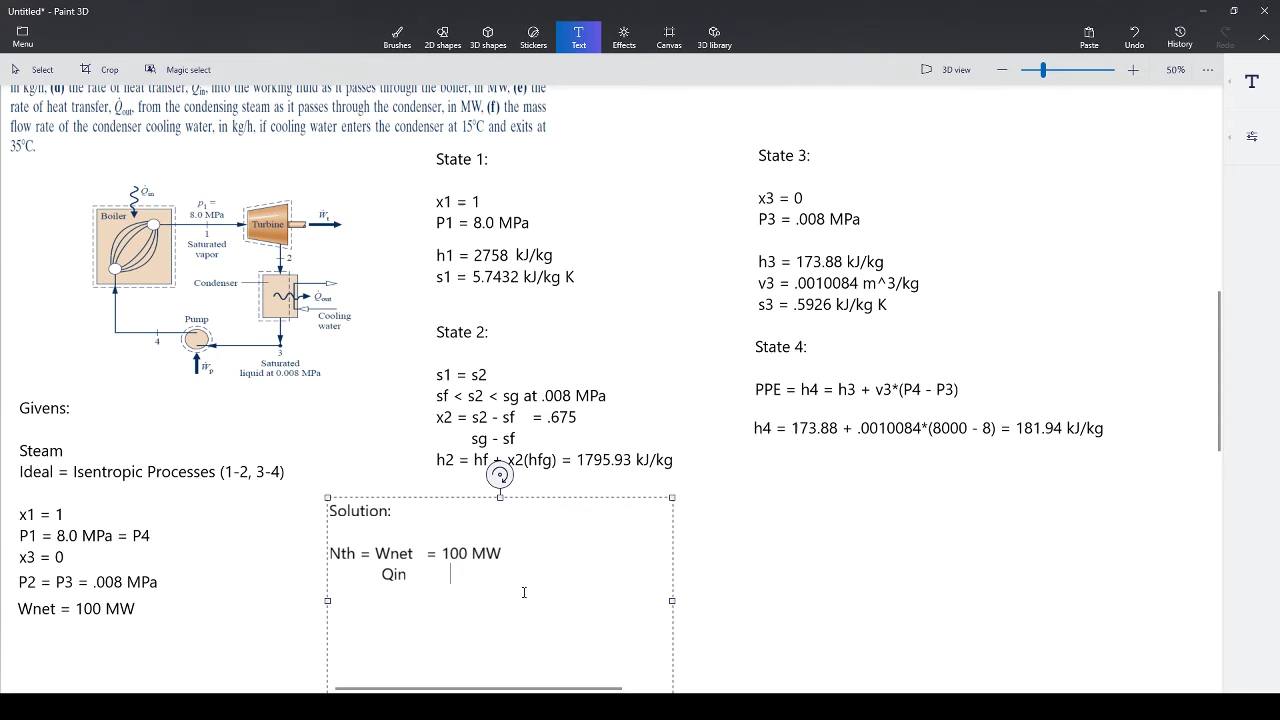 Untitled* - Paint 3D
Menu
Brushes
2D shapes
3D shapes
Stickers
Text
Effects
Canvas
3D library
Paste
Undo
History
Redo
Select
Crop
Magic select
3D view
50%
in kg/h, (d) the rate of heat transfer, Q̇in, into the working fluid as it passes through the boiler, in MW, (e) the
rate of heat transfer, Q̇out, from the condensing steam as it passes through the condenser, in MW, (f) the mass
flow rate of the condenser cooling water, in kg/h, if cooling water enters the condenser at 15°C and exits at
35°C.
Q̇in
Boiler
p1 =
8.0 MPa
1
Saturated
vapor
Turbine
Ẇt
2
Condenser
Q̇out
Cooling
water
Pump
4
3
Saturated
liquid at 0.008 MPa
Ẇp
Givens:
Steam
Ideal = Isentropic Processes (1-2, 3-4)
x1 = 1
P1 = 8.0 MPa = P4
x3 = 0
P2 = P3 = .008 MPa
Wnet = 100 MW
State 1:
x1 = 1
P1 = 8.0 MPa
h1 = 2758 kJ/kg
s1 = 5.7432 kJ/kg K
State 2:
s1 = s2
sf < s2 < sg at .008 MPa
x2 = s2 - sf = .675
sg - sf
h2 = hf + x2(hfg) = 1795.93 kJ/kg
Solution:
Nth = Wnet = 100 MW
Qin
State 3:
x3 = 0
P3 = .008 MPa
h3 = 173.88 kJ/kg
v3 = .0010084 m^3/kg
s3 = .5926 kJ/kg K
State 4:
PPE = h4 = h3 + v3*(P4 - P3)
h4 = 173.88 + .0010084*(8000 - 8) = 181.94 kJ/kg
T